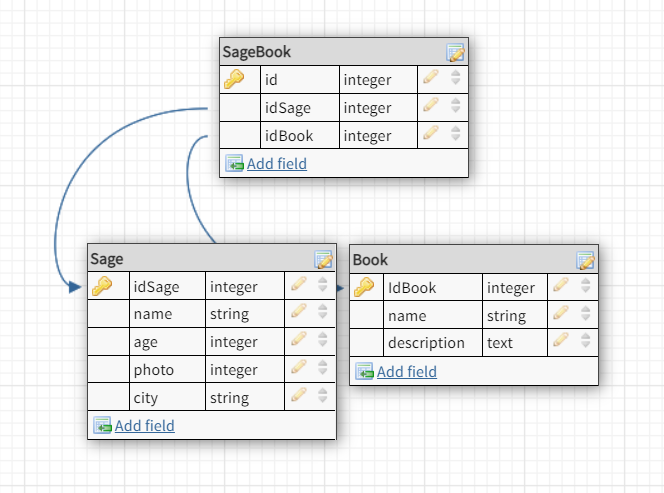 SageBook
id integer
idSage integer
idBook integer
Add field
Sage
idSage integer
name string
age integer
photo integer
city string
Add field
Book
IdBook integer
name string
description text
Add field